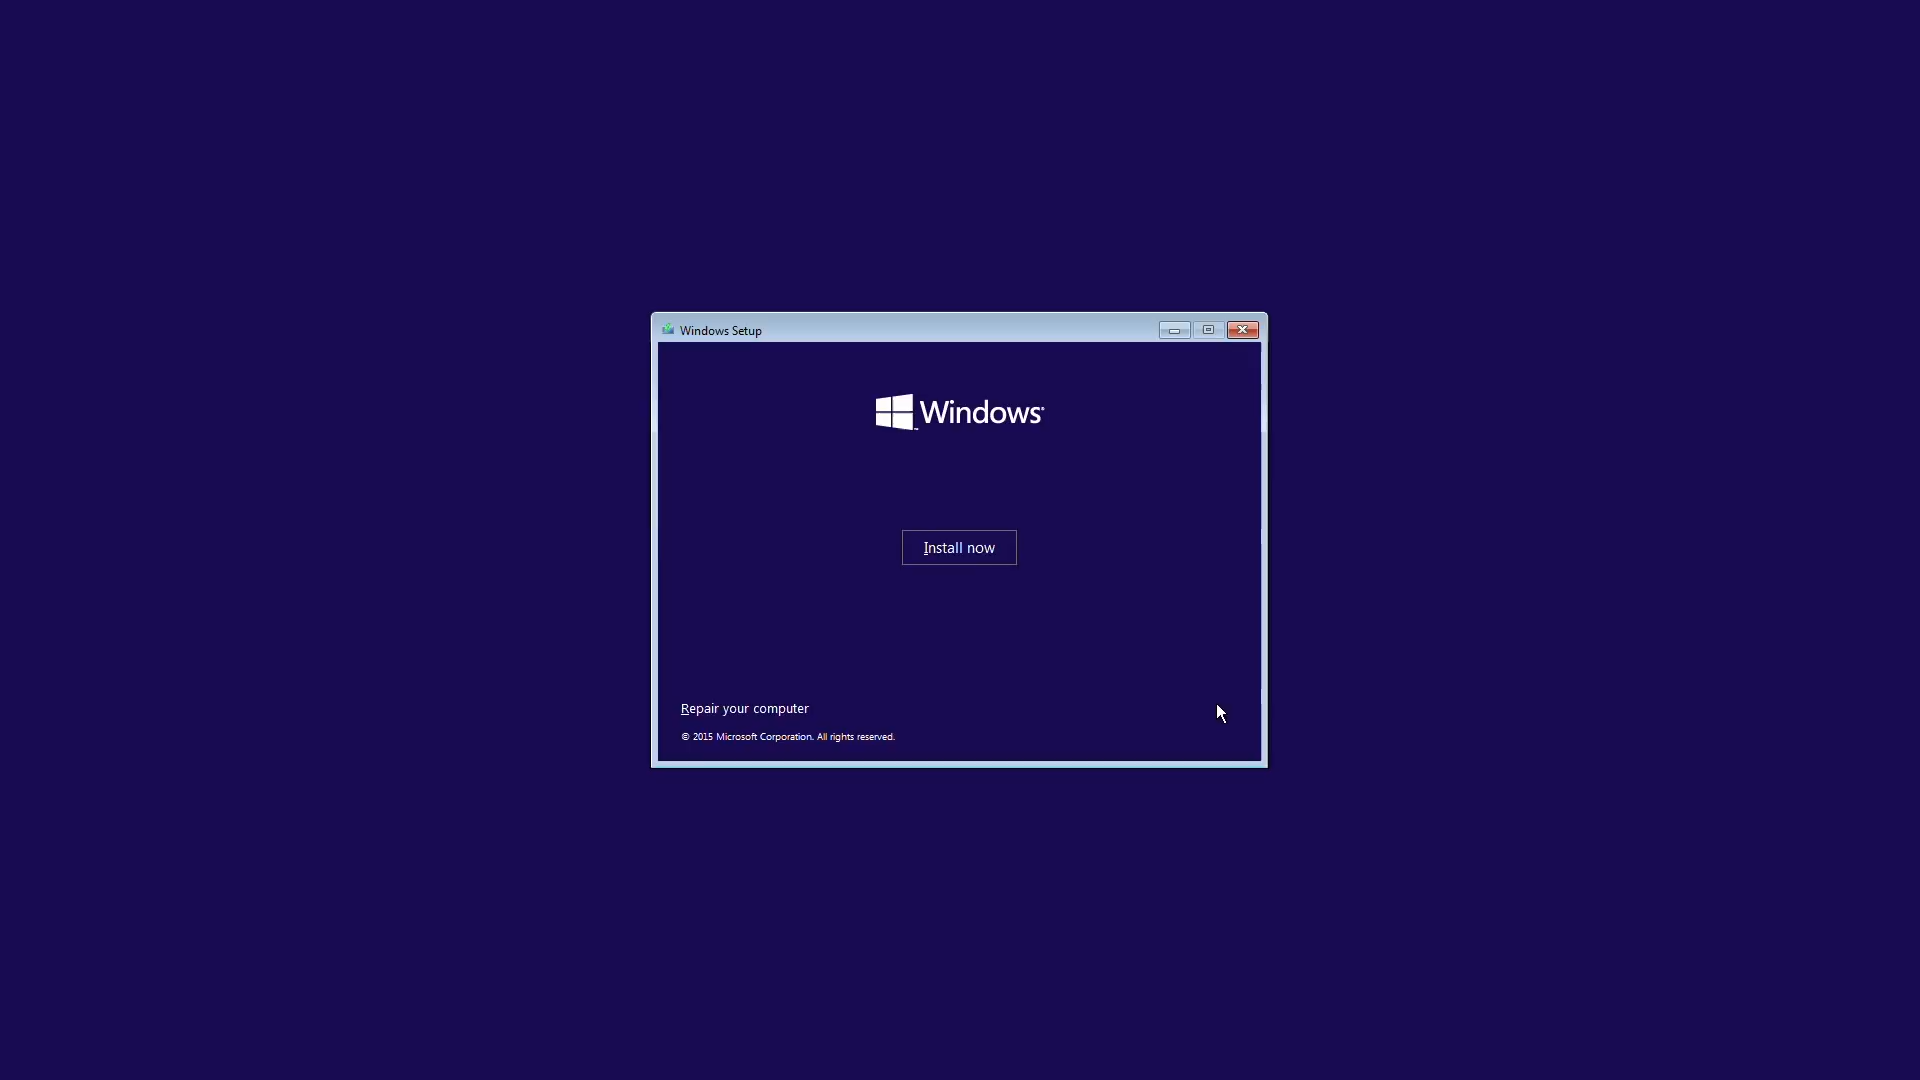 Windows Setup
Windows
Install now
Repair your computer
© 2015 Microsoft Corporation. All rights reserved.